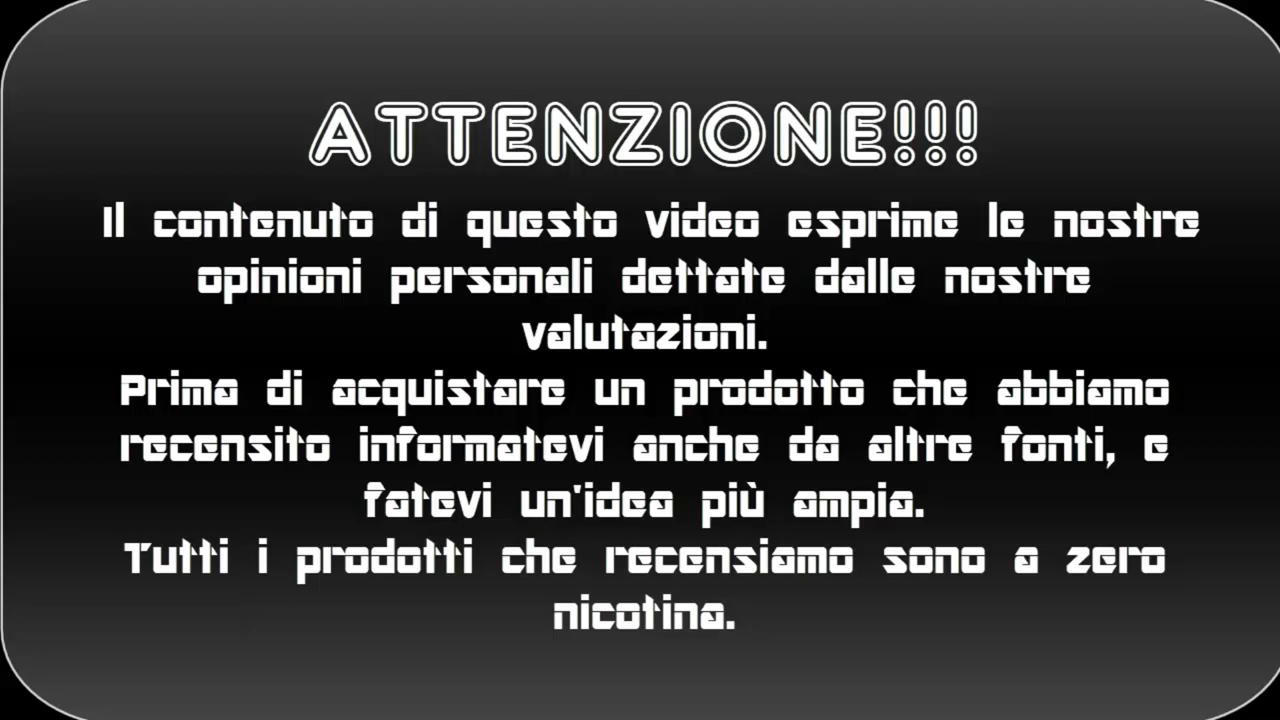 ATTENZIONE!!!
Il contenuto di questo video esprime le nostre
opinioni personali dettate dalle nostre
valutazioni.
Prima di acquistare un prodotto che abbiamo
recensito informatevi anche da altre fonti, e
fatevi un'idea più ampia.
Tutti i prodotti che recensiamo sono a zero
nicotina.